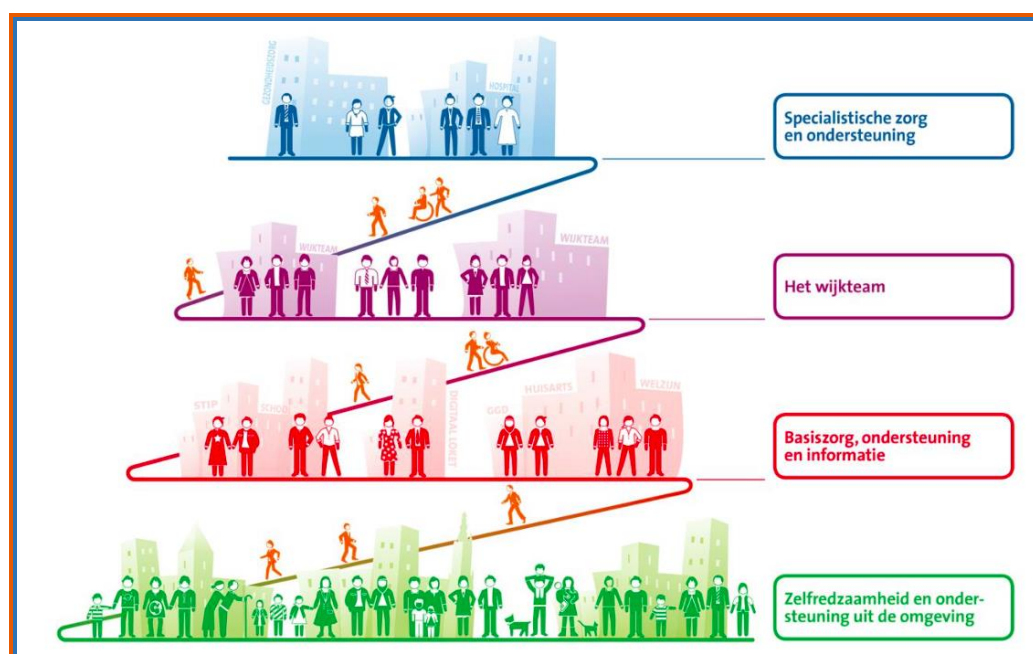 GEZONDHEIDSZORG
HOSPITAL
Specialistische zorg
en ondersteuning
WIJKTEAM
WIJKTEAM
Het wijkteam
STIP
SCHOOL
DIGITAAL LOKET
GGD
HUISARTS
WELZIJN
Basiszorg, ondersteuning
en informatie
Zelfredzaamheid en onder-
steuning uit de omgeving